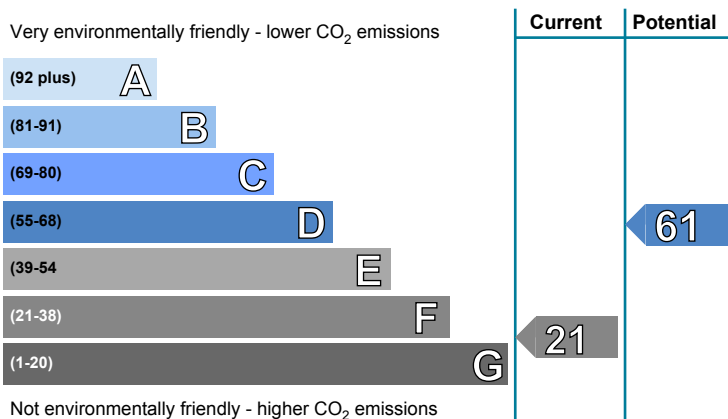 Current Potential
Very environmentally friendly - lower CO2 emissions
(92 plus) A
(81-91) B
(69-80) C
(55-68) D
61
(39-54 E
(21-38) F
21
(1-20) G
Not environmentally friendly - higher CO2 emissions